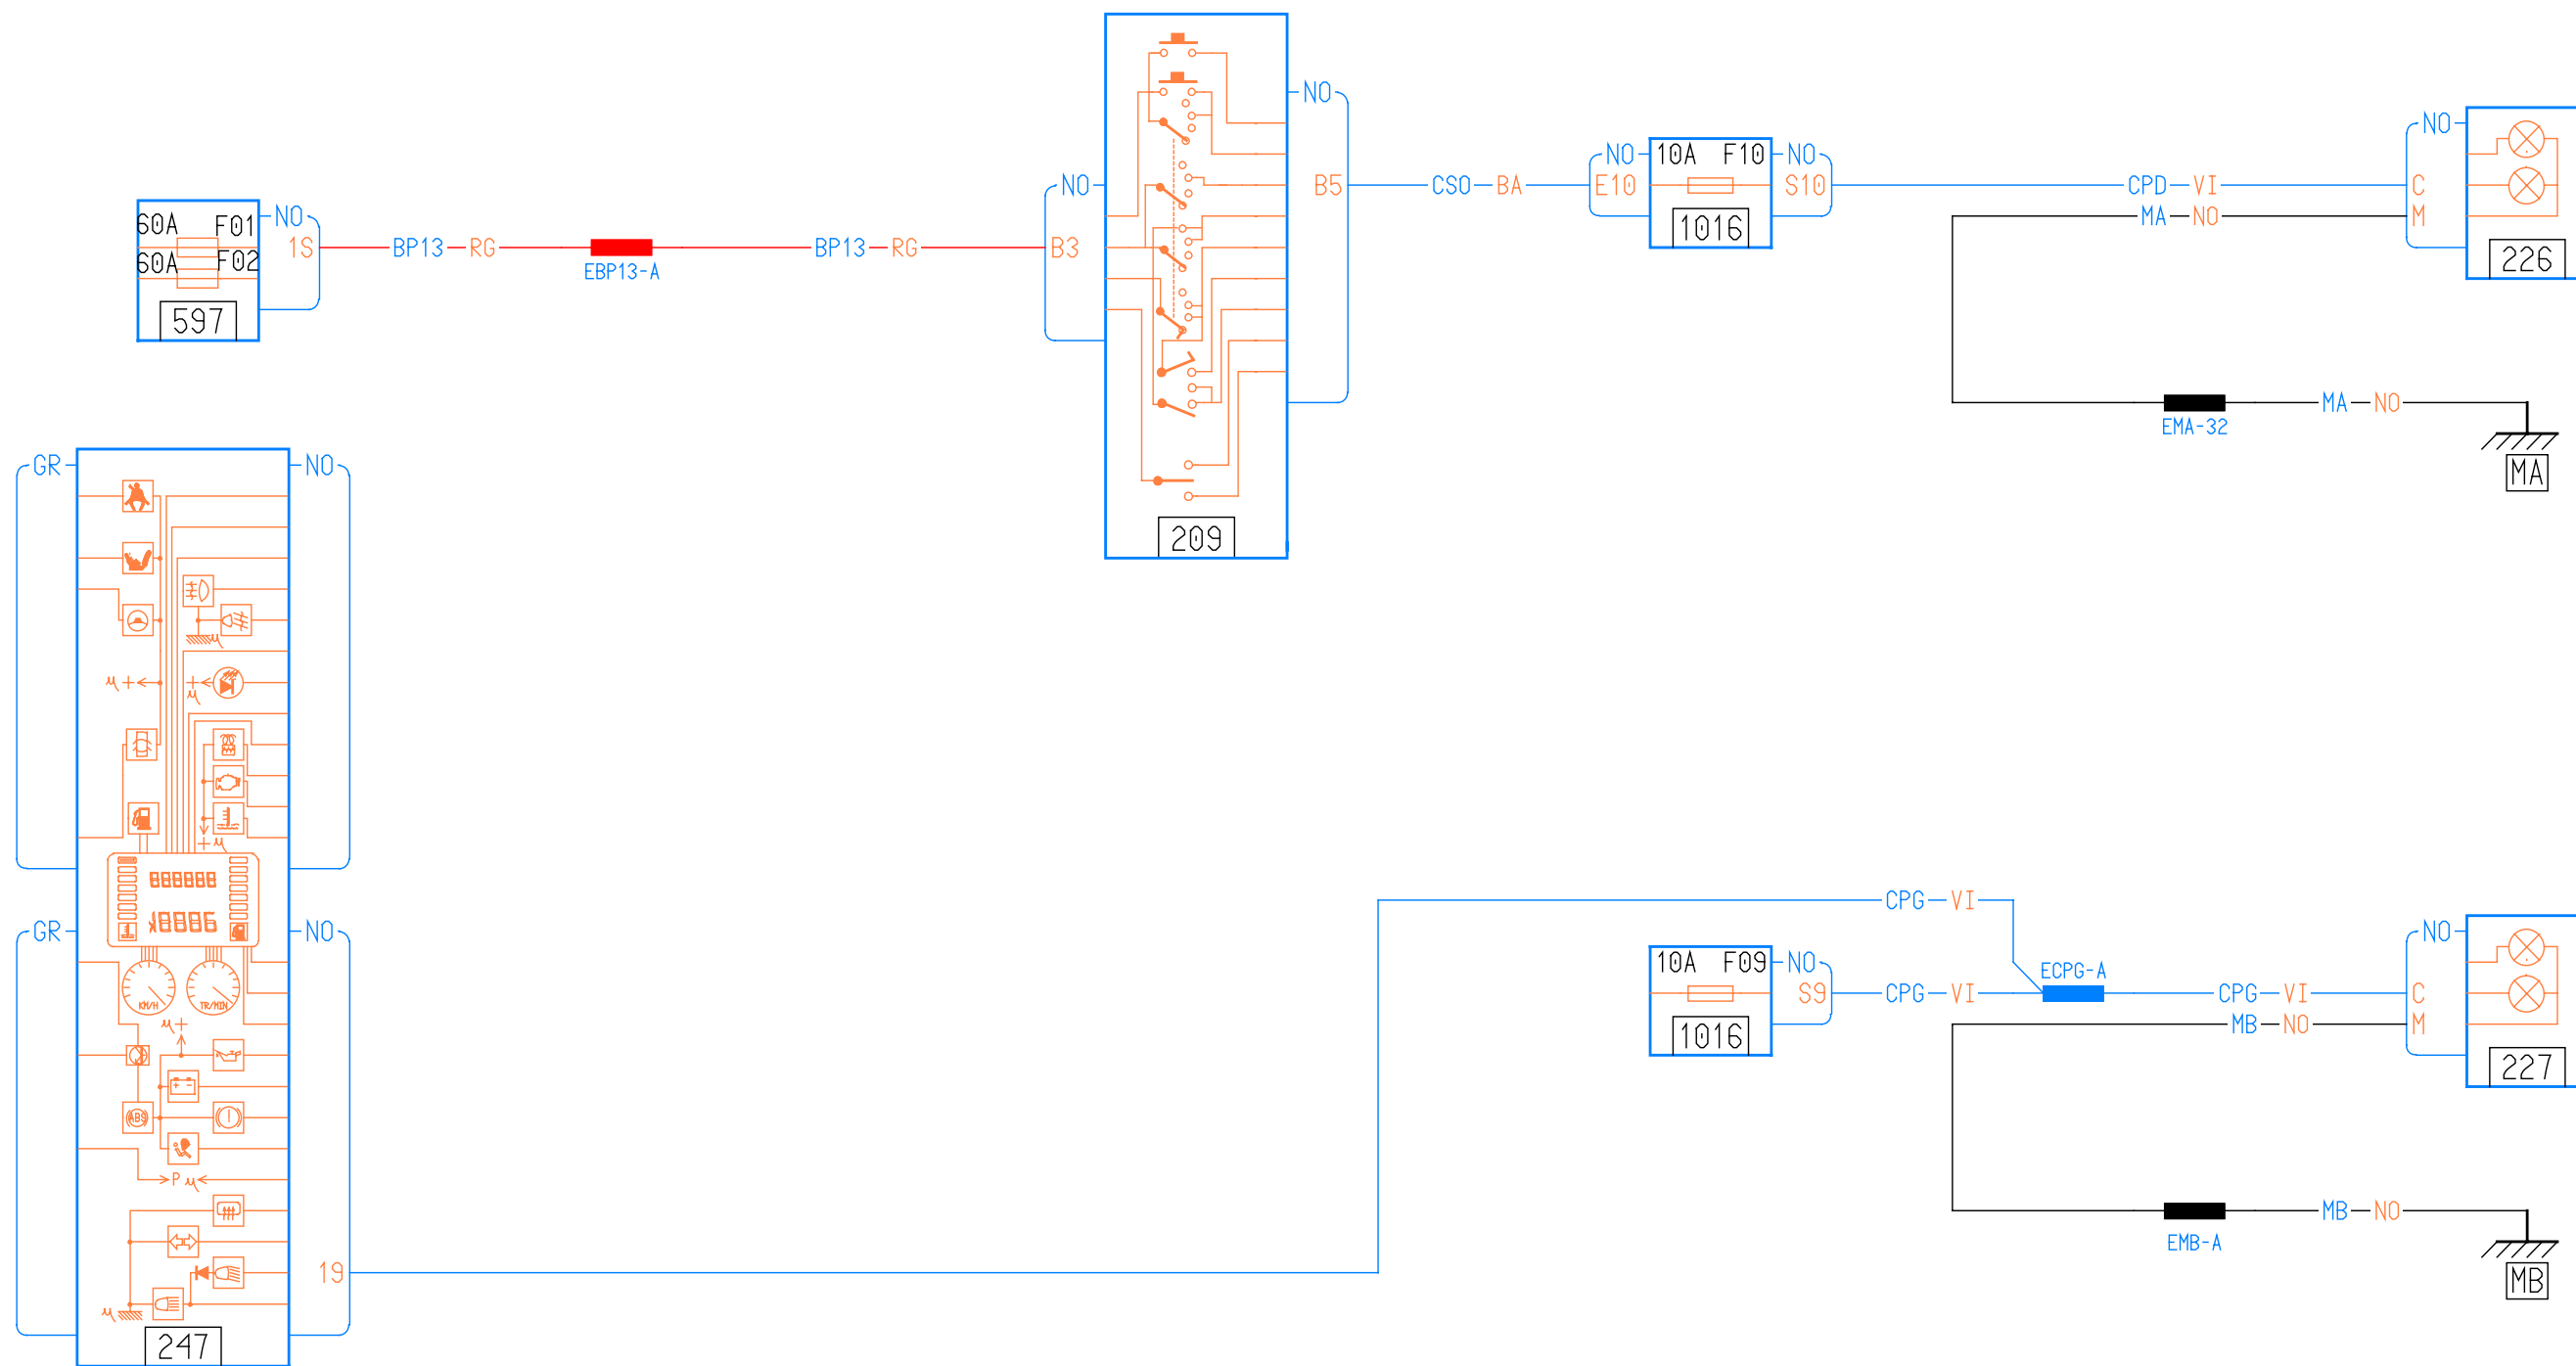 NO
NO
10A F10
NO
NO
E10
S10
1016
NO
B3
B5
CSO BA
CPD VI
MA NO
C
M
226
60A F01
60A F02
NO
1S
597
BP13 RG
EBP13-A
BP13 RG
209
EMA-32
MA NO
MA
GR
NO
μ +
+ μ
μ
+ μ
GR
NO
KM/H
TR/MIN
μ +
ABS
P μ
19
μ
247
CPG VI
10A F09
NO
S9
1016
CPG VI
ECPG-A
CPG VI
MB NO
NO
C
M
227
EMB-A
MB NO
MB